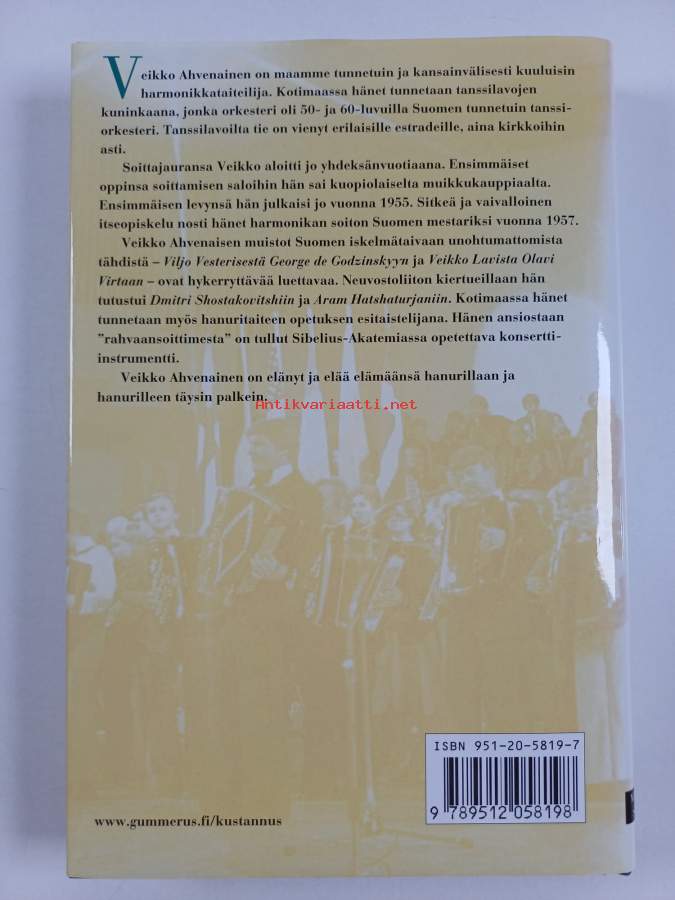 Veikko Ahvenainen on maamme tunnetuin ja kansainvälisesti kuuluisin
harmonikkataiteilija. Kotimaassa hänet tunnetaan tanssilavojen
kuninkaana, jonka orkesteri oli 50- ja 60-luvuilla Suomen tunnetuin tanssi-
orkesteri. Tanssilavoilta tie on vienyt erilaisille estradeille, aina kirkkoihin
asti.
Soittajauransa Veikko aloitti jo yhdeksänvuotiaana. Ensimmäiset
oppinsa soittamisen saloihin hän sai kuopiolaiselta muikkukauppiaalta.
Ensimmäisen levynsä hän julkaisi jo vuonna 1955. Sitkeä ja vaivalloinen
itseopiskelu nosti hänet harmonikan soiton Suomen mestariksi vuonna 1957.
Veikko Ahvenaisen muistot Suomen iskelmätaivaan unohtumattomista
tähdistä – Viljo Vesterisestä George de Godzinskyyn ja Veikko Lavista Olavi
Virtaan – ovat hykerryttävää luettavaa. Neuvostoliiton kiertueillaan hän
tutustui Dmitri Shostakovitshiin ja Aram Hatshaturjaniin. Kotimaassa hänet
tunnetaan myös hanuritaiteen opetuksen esitaistelijana. Hänen ansiostaan
"rahvaansoittimesta" on tullut Sibelius-Akatemiassa opetettava konsertti-
instrumentti.
Veikko Ahvenainen on elänyt ja elää elämäänsä hanurillaan ja
hanurilleen täysin palkein.
Antikvariaatti.net
ISBN 951-20-5819-7
9 789512 058198
www.gummerus.fi/kustannus